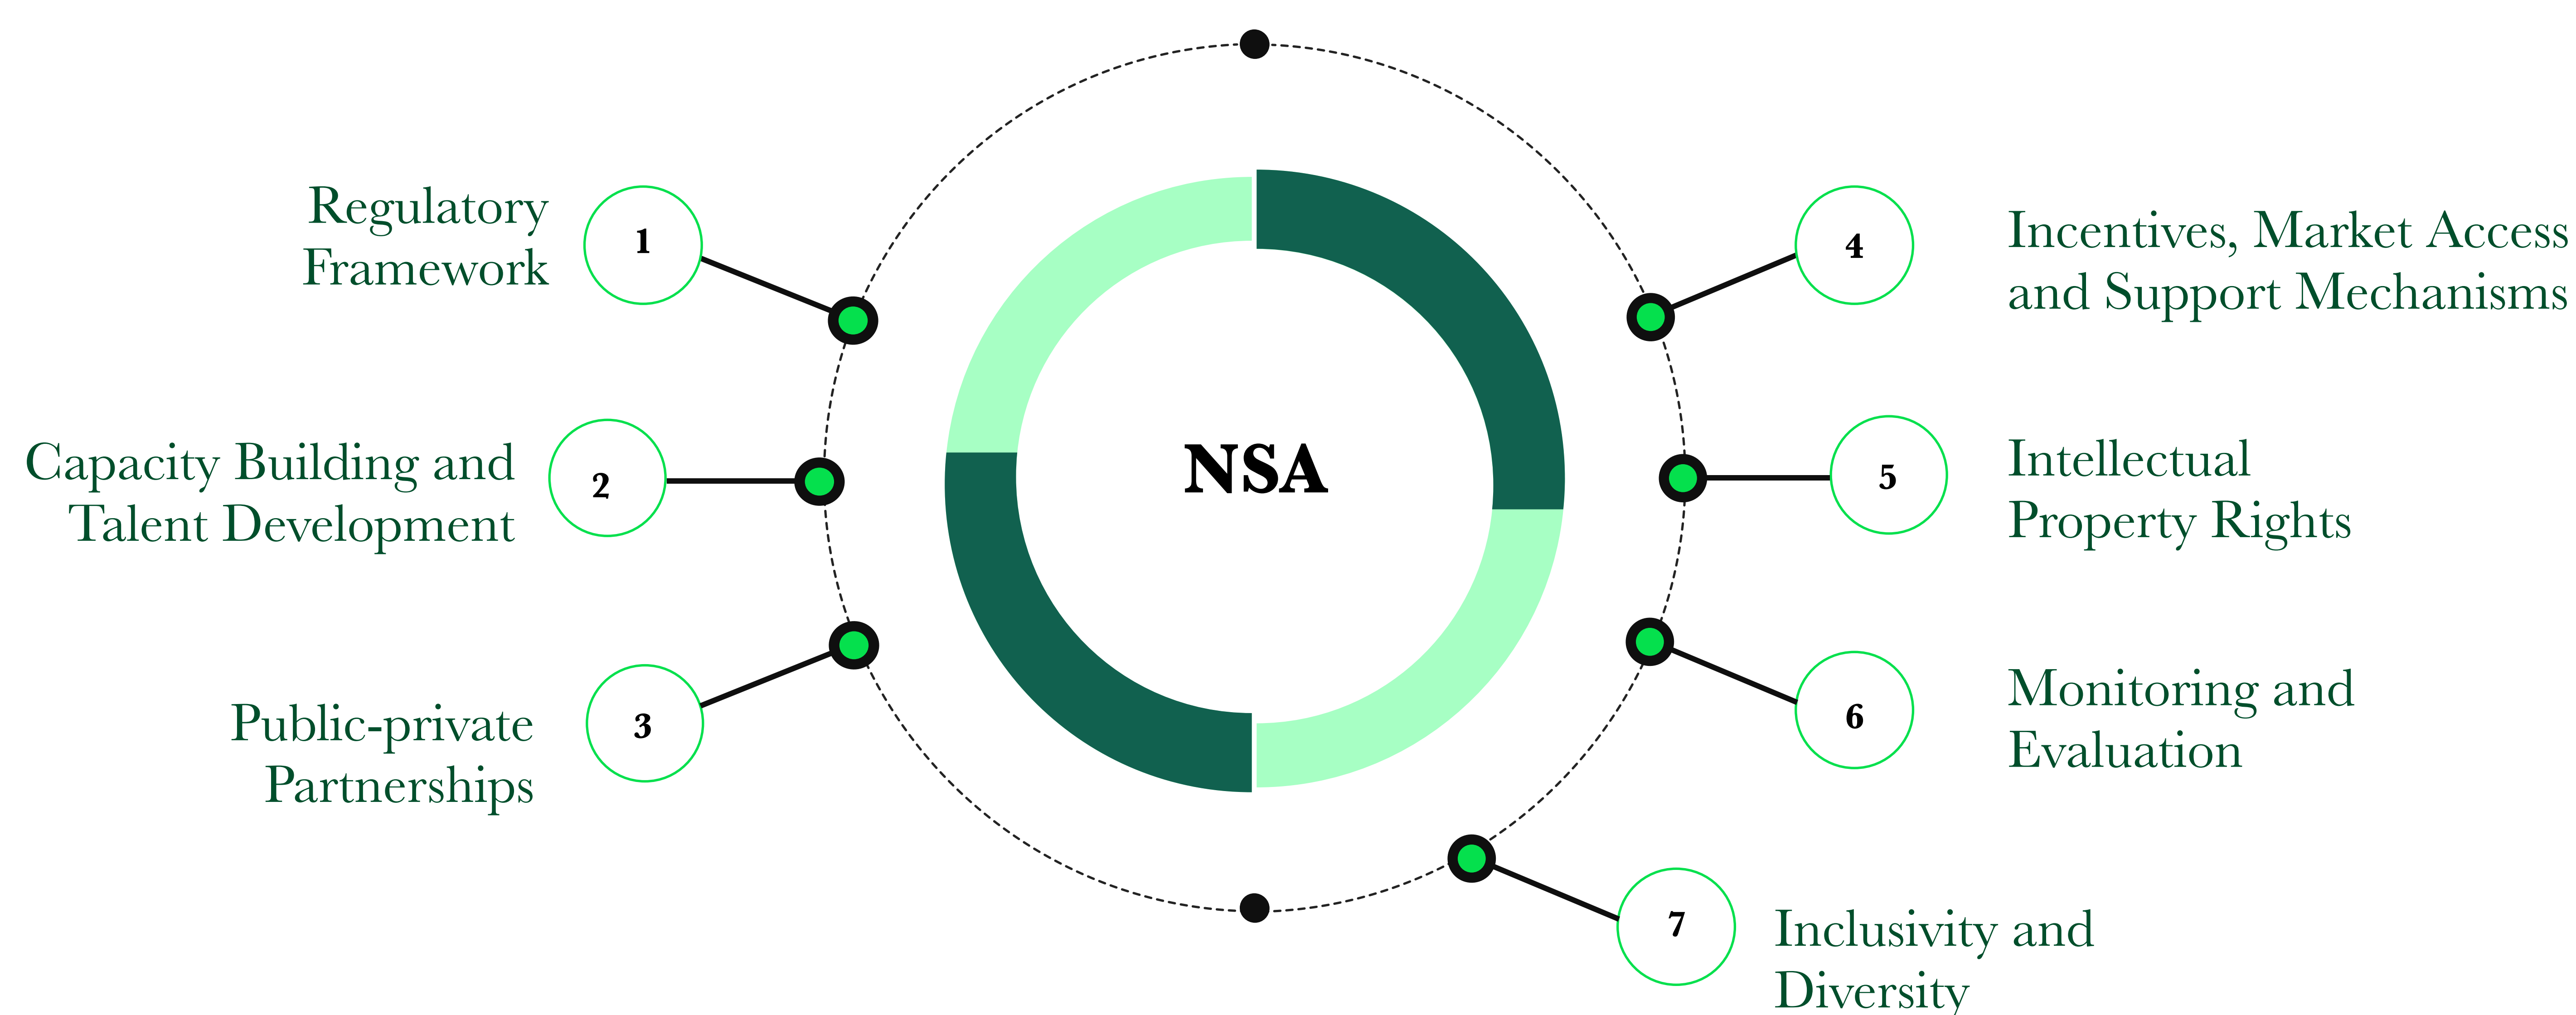 Regulatory
Framework
1
Capacity Building and
Talent Development
2
Public-private
Partnerships
3
NSA
4
Incentives, Market Access
and Support Mechanisms
5
Intellectual
Property Rights
6
Monitoring and
Evaluation
7
Inclusivity and
Diversity